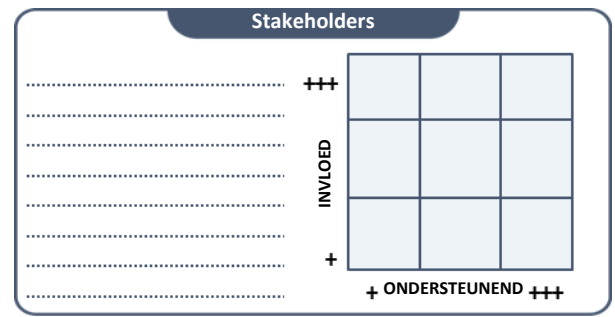 Stakeholders
+++
INVLOED
+
+ ONDERSTEUNEND +++